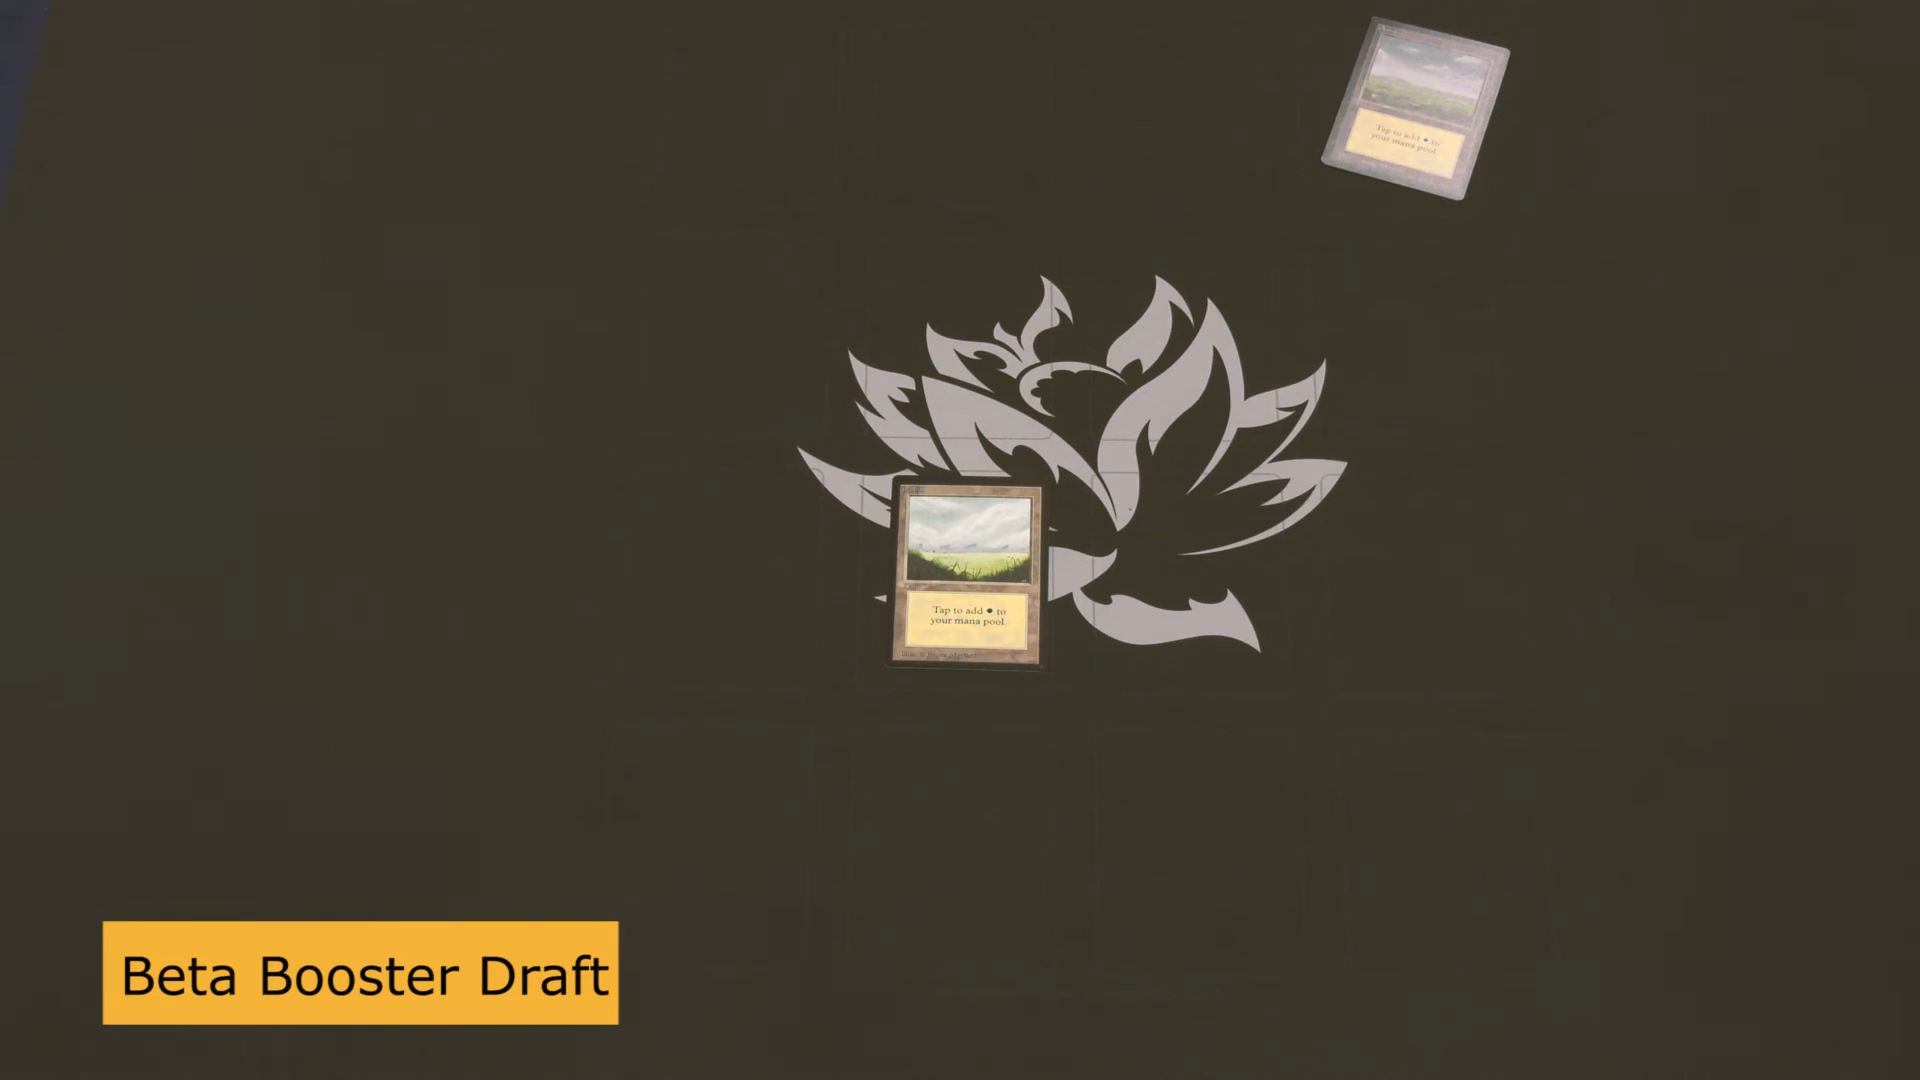 Tap to add to
your mana pool.
Tap to add to
your mana pool.
Beta Booster Draft